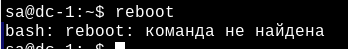 sa@dc-1:~$ reboot
bash: reboot: команда не найдена
sa@dc-1:~$